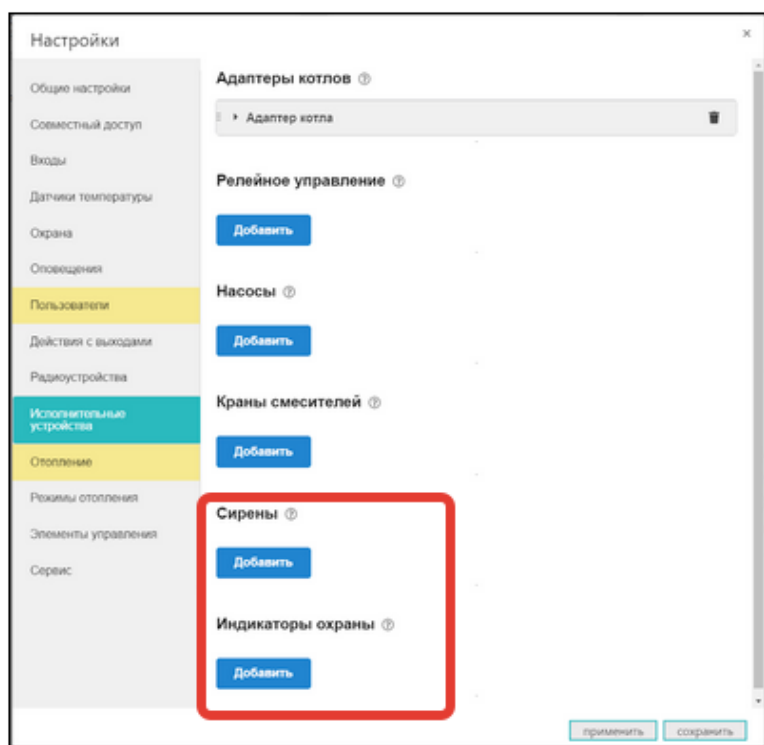 Настройки
Общие настройки
Совместный доступ
Входы
Датчики температуры
Охрана
Оповещения
Пользователи
Действия с выходами
Радиоустройства
Исполнительные
устройства
Отопление
Режимы отопления
Элементы управления
Сервис
Адаптеры котлов
Адаптер котла
Релейное управление
Добавить
Насосы
Добавить
Краны смесителей
Добавить
Сирены
Добавить
Индикаторы охраны
Добавить
применить
сохранить